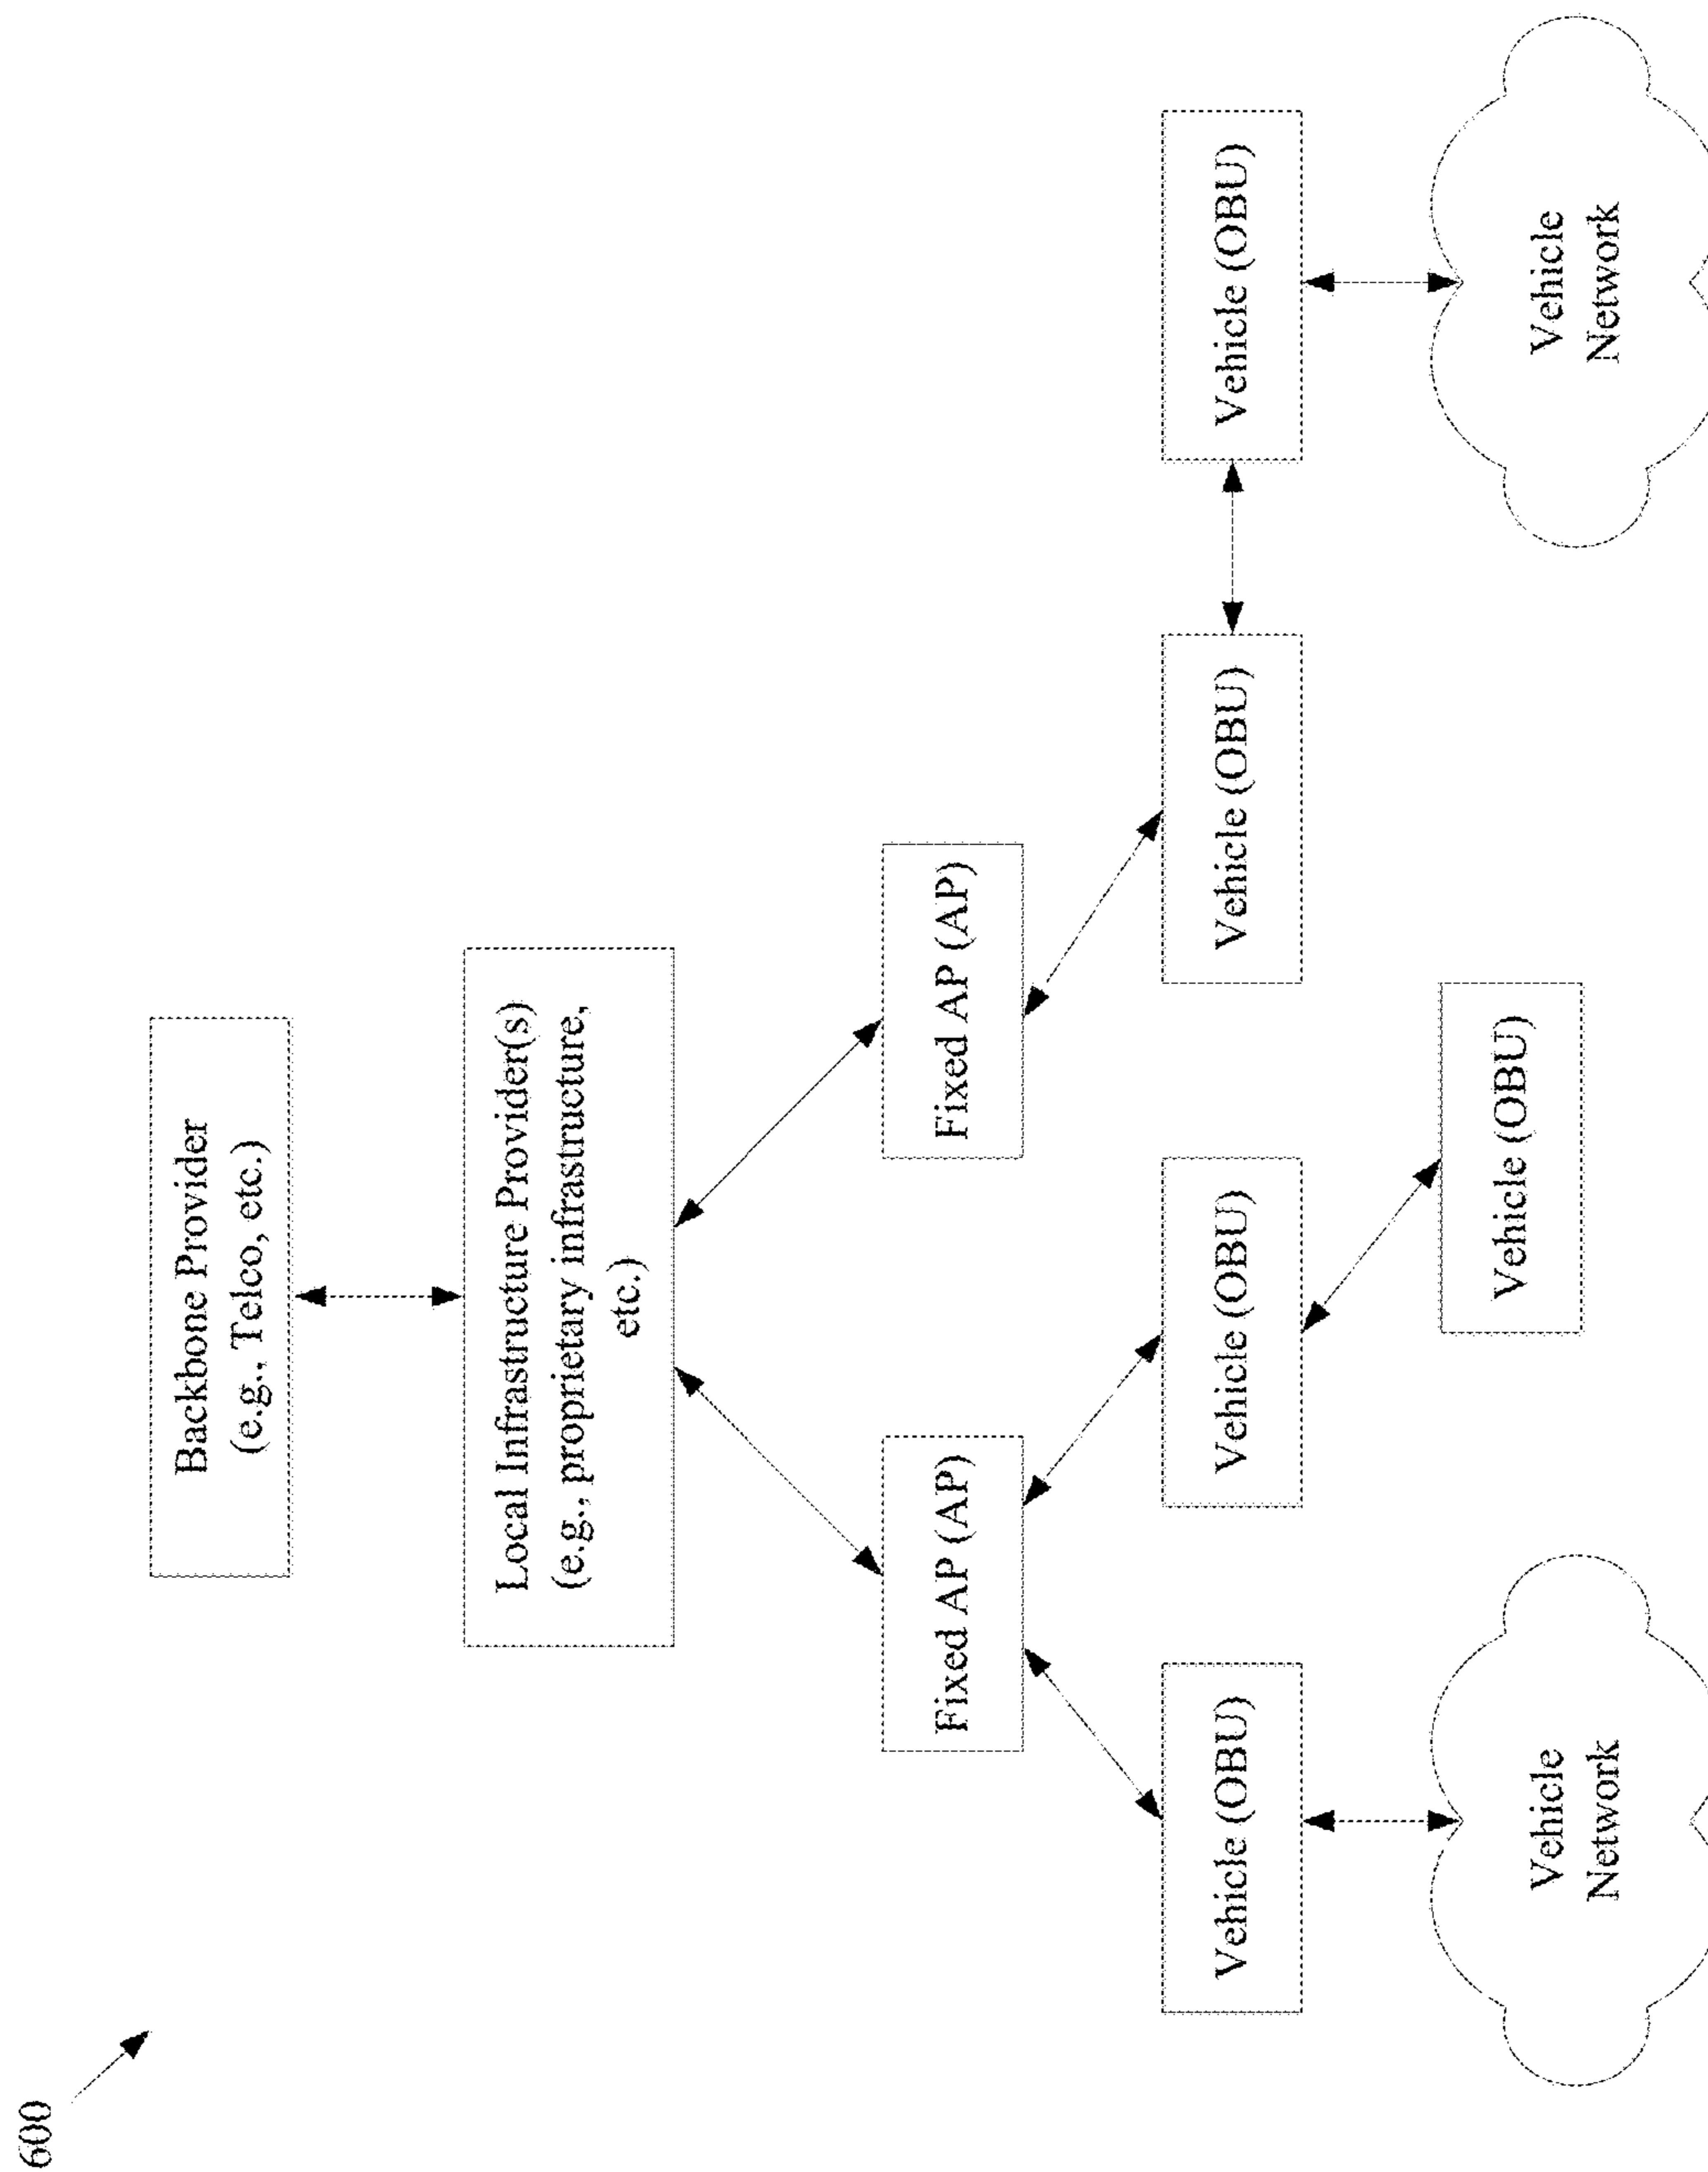 600
Backbone Provider
(e.g., Telco, etc.)
Local Infrastructure Provider(s)
(e.g., proprietary infrastructure,
etc.)
Fixed AP (AP)
Fixed AP (AP)
Vehicle (OBU)
Vehicle (OBU)
Vehicle (OBU)
Vehicle (OBU)
Vehicle (OBU)
Vehicle
Network
Vehicle
Network